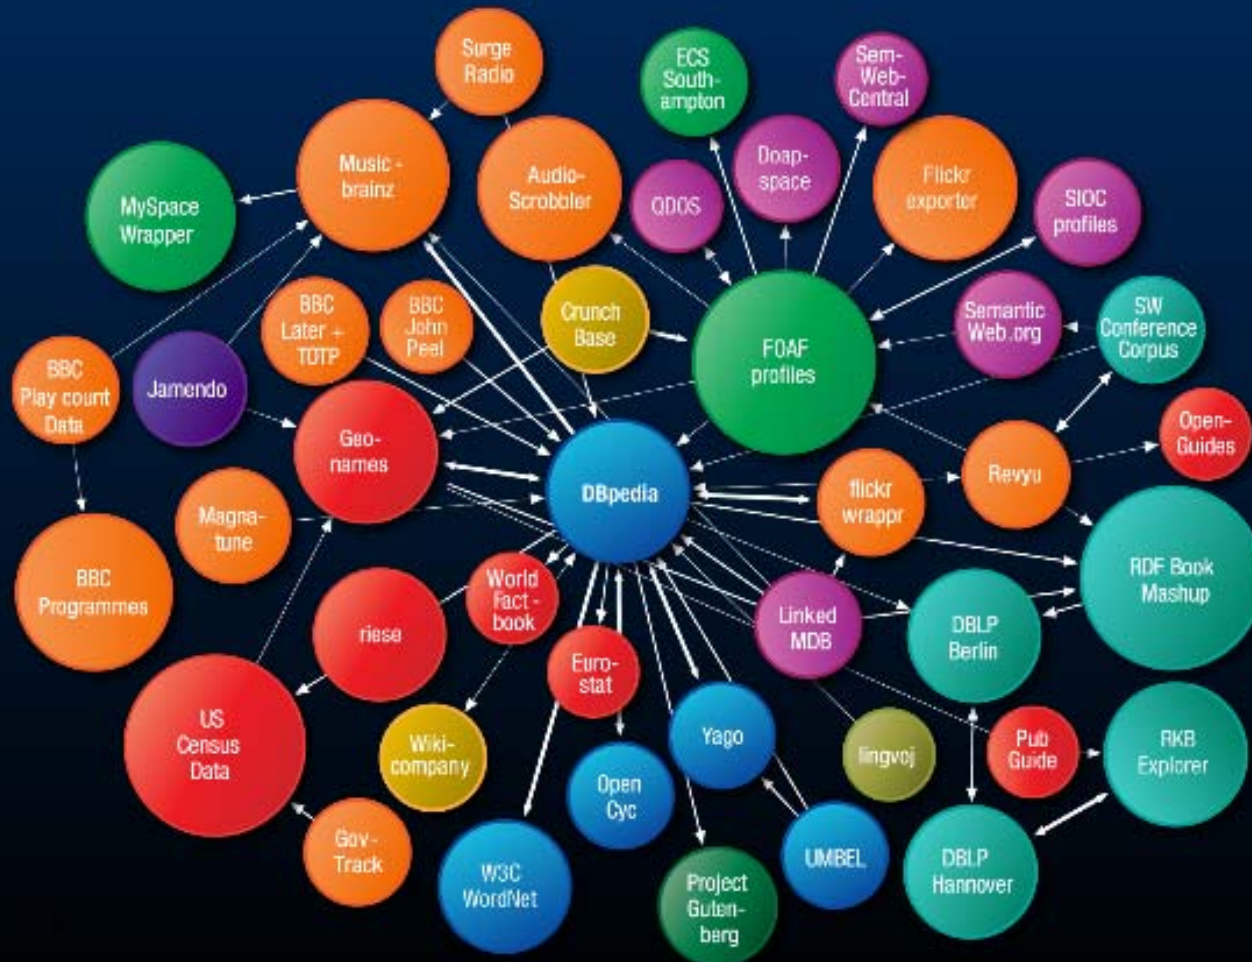 Surge
Radio
ECS
South-
ampton
Sem-
Web-
Central
Music-
brainz
Audio-
Scrobbler
Doap-
space
Flickr
exporter
MySpace
Wrapper
QDOS
SIOC
profiles
BBC
Later +
TOTP
BBC
John
Peel
Crunch
Base
FOAF
profiles
Semantic
Web.org
SW
Conference
Corpus
BBC
Play count
Data
Jamendo
Geo-
names
DBpedia
flickr
wrappr
Revyu
Open-
Guides
Magna-
tune
BBC
Programmes
riese
World
Fact-
book
Euro-
stat
Linked
MDB
DBLP
Berlin
RDF Book
Mashup
US
Census
Data
Wiki-
company
Open
Cyc
Yago
lingvoj
Pub
Guide
RKB
Explorer
Gov-
Track
W3C
WordNet
Project
Guten-
berg
UMBEL
DBLP
Hannover